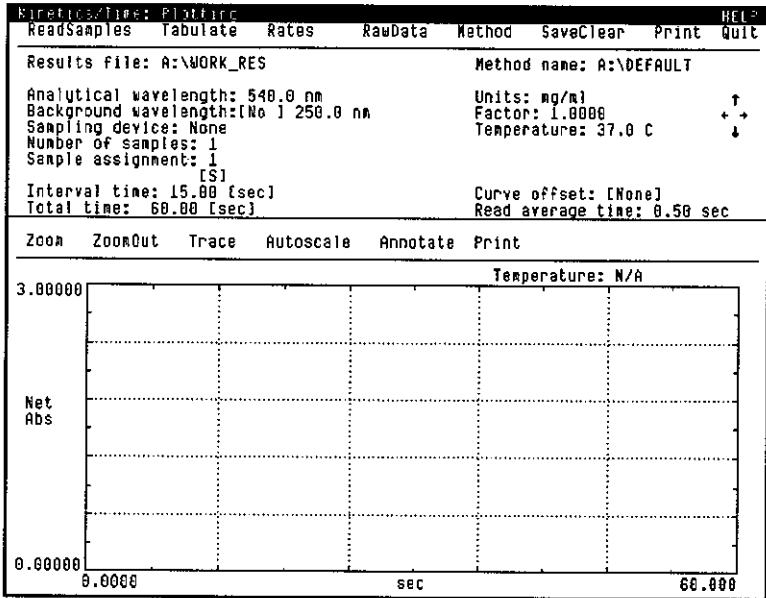 Kinetics/Time: Plotting HELP
ReadSamples Tabulate Rates RawData Method SaveClear Print Quit
Results file: A:\WORK_RES Method name: A:\DEFAULT
Analytical wavelength: 540.0 nm Units: mg/ml ↑
Background wavelength:[No ] 250.0 nm Factor: 1.0000 ← →
Sampling device: None Temperature: 37.0 C ↓
Number of samples: 1
Sample assignment: 1
[S]
Interval time: 15.00 [sec] Curve offset: [None]
Total time: 60.00 [sec] Read average time: 0.50 sec
Zoom ZoomOut Trace Autoscale Annotate Print
Temperature: N/A
3.00000
Net
Abs
0.00000
0.0000 sec 60.000